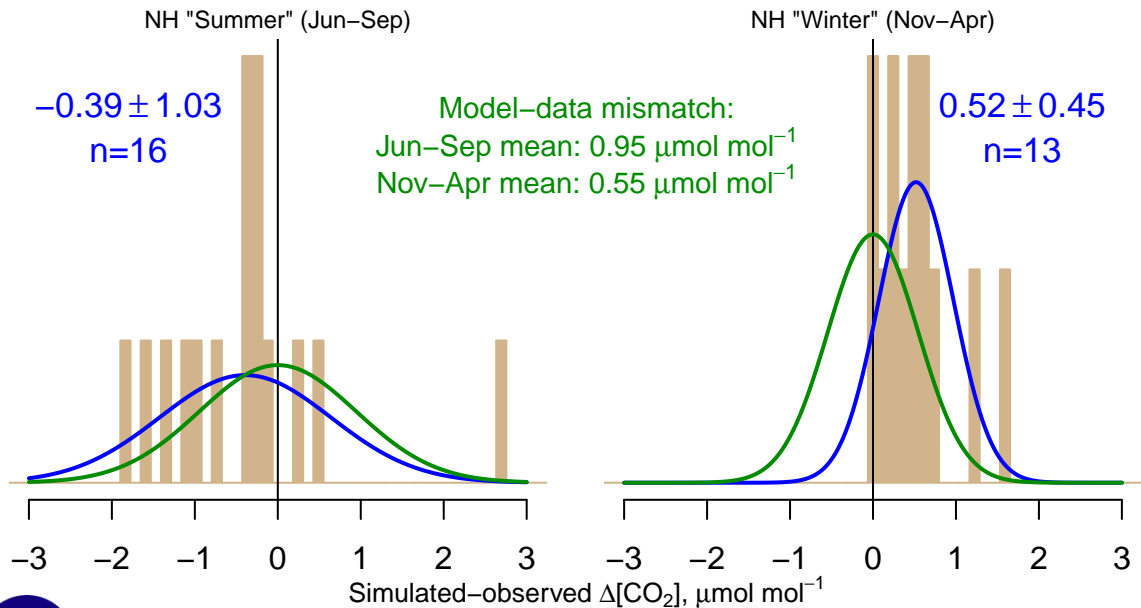 NH "Summer" (Jun−Sep)
−0.39 ± 1.03
n=16
Model−data mismatch:
Jun−Sep mean: 0.95 μmol mol⁻¹
Nov−Apr mean: 0.55 μmol mol⁻¹
NH "Winter" (Nov−Apr)
0.52 ± 0.45
n=13
−3 −2 −1 0 1 2 3
−3 −2 −1 0 1 2 3
Simulated−observed Δ[CO₂], μmol mol⁻¹